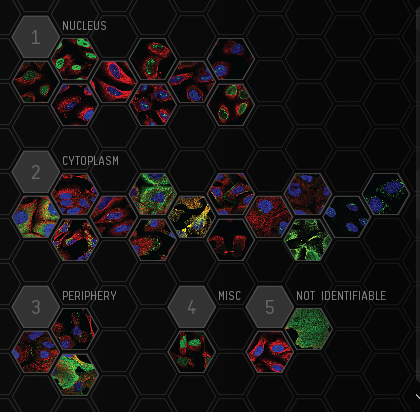 1 NUCLEUS
2 CYTOPLASM
3 PERIPHERY
4 MISC
5 NOT IDENTIFIABLE